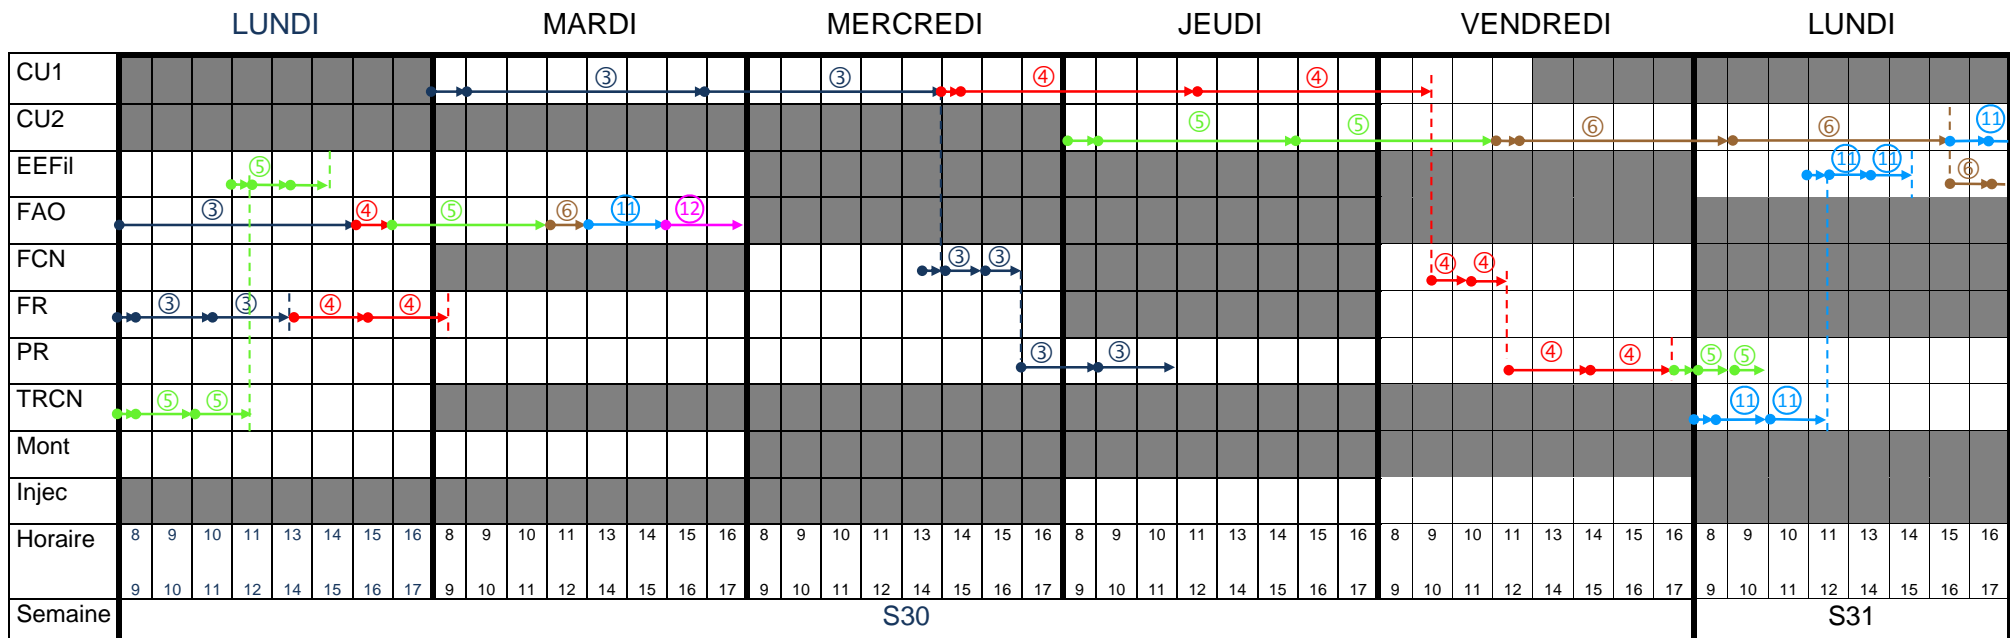 LUNDI MARDI MERCREDI JEUDI VENDREDI LUNDI
CU1 ③ ③ ④ ④
CU2 ⑤ ⑤ ⑥ ⑥ ⑪
EEFil ⑤ ⑪ ⑪ ⑥
FAO ③ ④ ⑤ ⑥ ⑪ ⑫
FCN ③ ③ ④ ④
FR ③ ③ ④ ④
PR ③ ③ ④ ④ ⑤ ⑤
TRCN ⑤ ⑤ ⑪ ⑪
Mont
Injec
Horaire 8 9 10 11 13 14 15 16 8 9 10 11 13 14 15 16 8 9 10 11 13 14 15 16 8 9 10 11 13 14 15 16 8 9 10 11 13 14 15 16 8 9 10 11 13 14 15 16
9 10 11 12 14 15 16 17 9 10 11 12 14 15 16 17 9 10 11 12 14 15 16 17 9 10 11 12 14 15 16 17 9 10 11 12 14 15 16 17 9 10 11 12 14 15 16 17
Semaine S30 S31